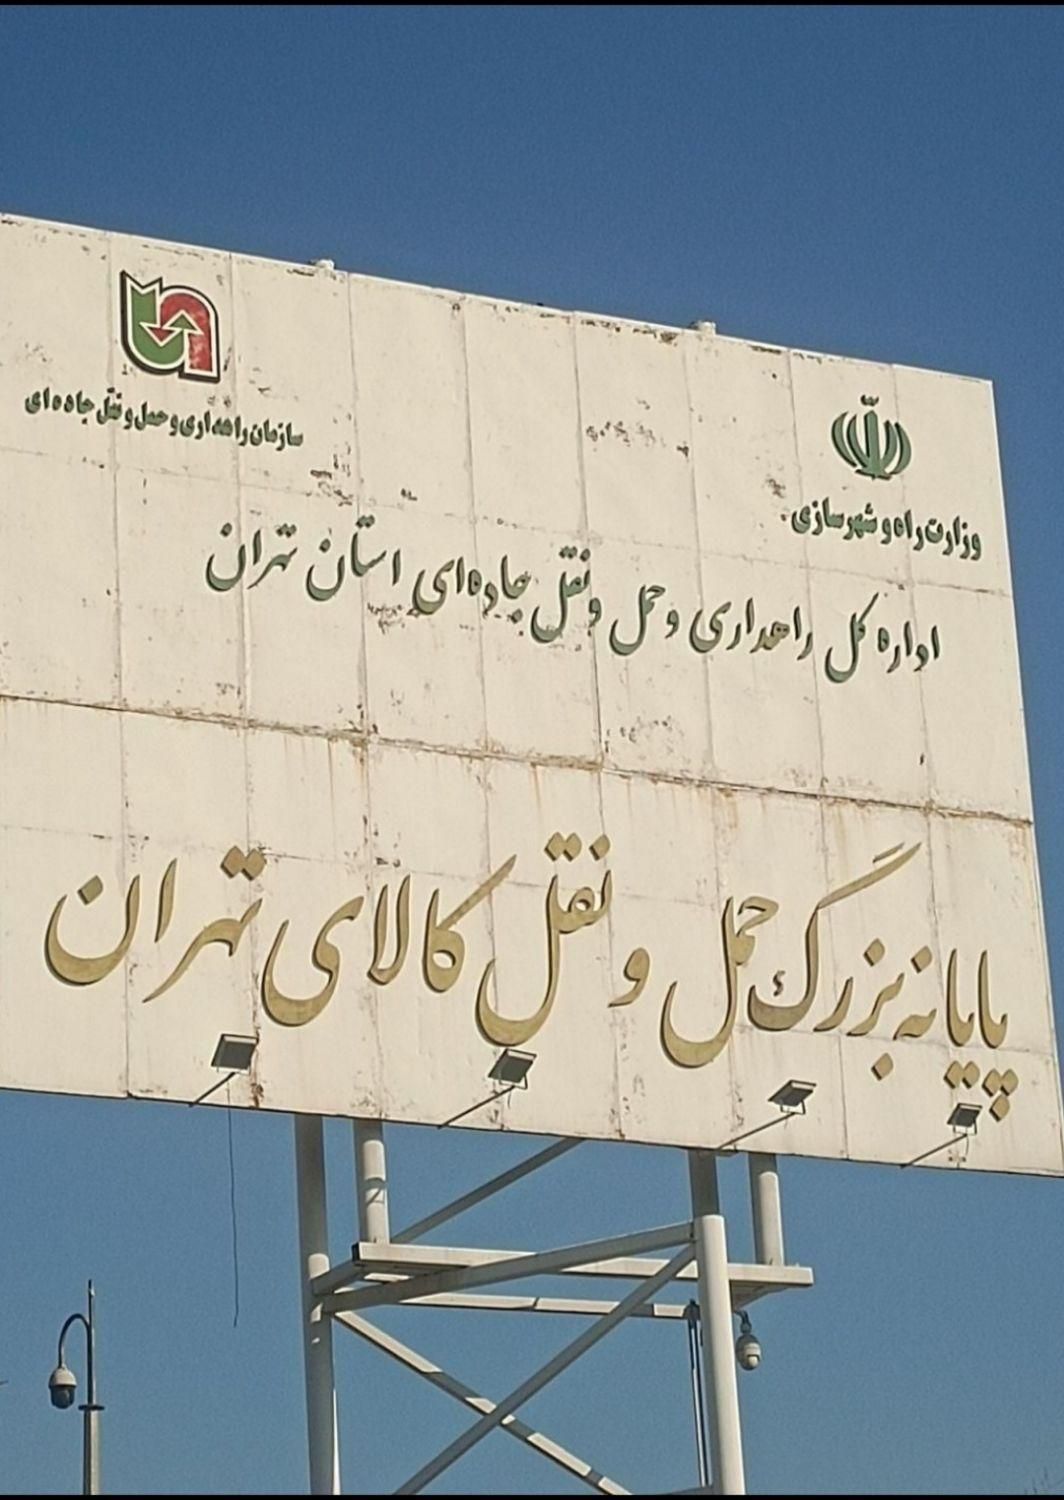 وزارت راه و شهرسازی
سازمان راهداری و حمل و نقل جاده ای
اداره کل راهداری و حمل و نقل جاده‌ای استان تهران
پایانه بزرگ حمل و نقل کالای تهران